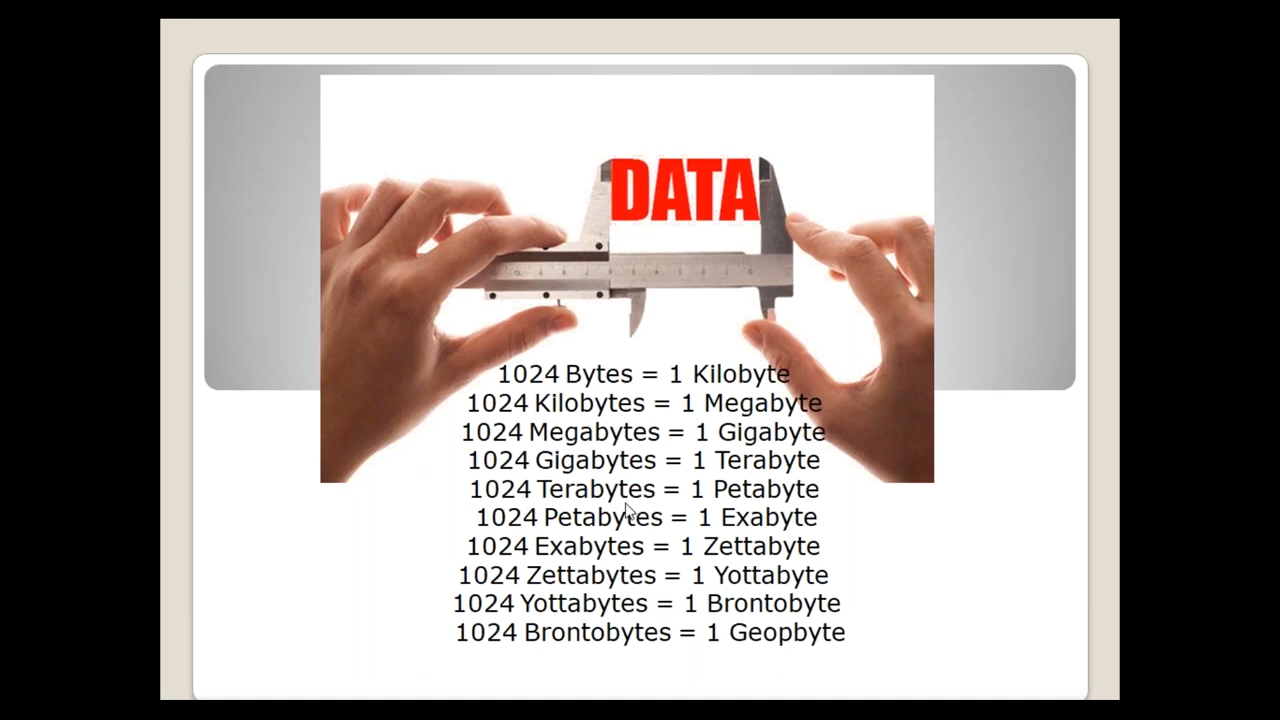 DATA
1024 Bytes = 1 Kilobyte
1024 Kilobytes = 1 Megabyte
1024 Megabytes = 1 Gigabyte
1024 Gigabytes = 1 Terabyte
1024 Terabytes = 1 Petabyte
1024 Petabytes = 1 Exabyte
1024 Exabytes = 1 Zettabyte
1024 Zettabytes = 1 Yottabyte
1024 Yottabytes = 1 Brontobyte
1024 Brontobytes = 1 Geopbyte